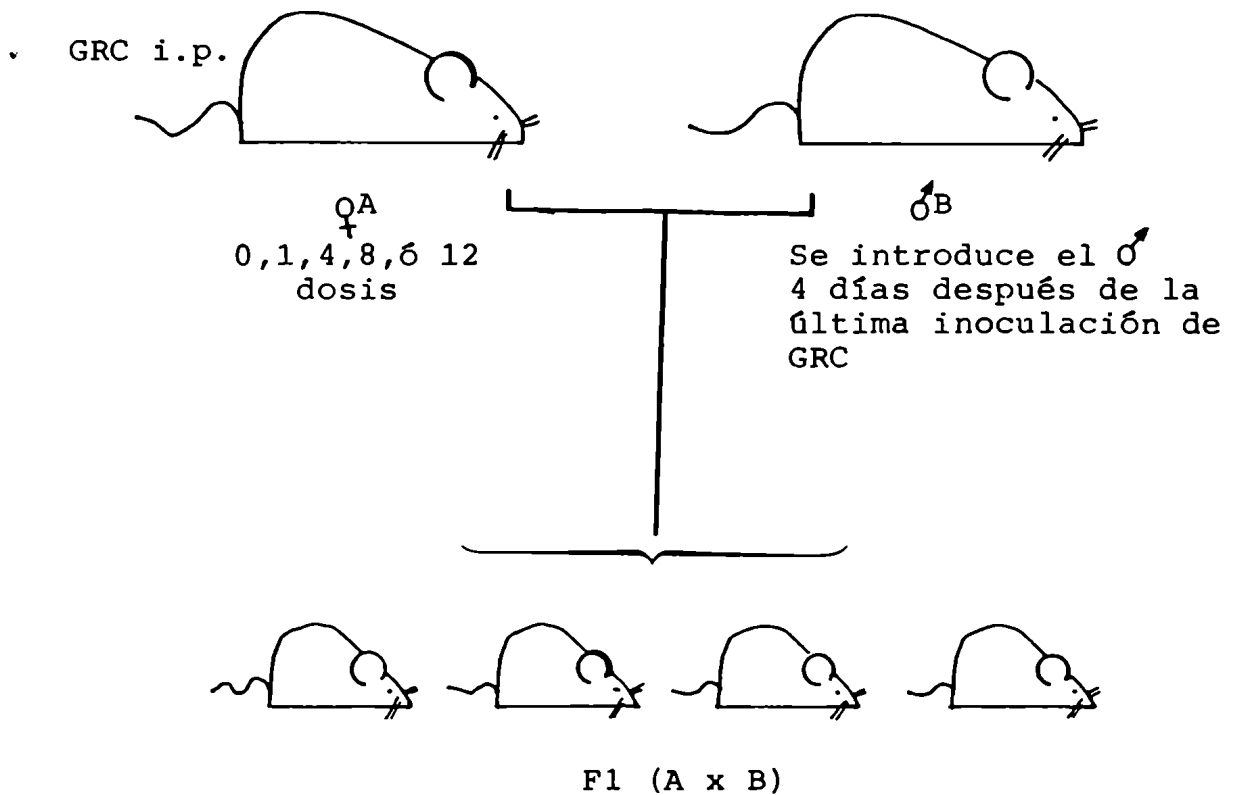 GRC i.p.
♀A
0,1,4,8,ó 12
dosis
♂B
Se introduce el ♂
4 días después de la
última inoculación de
GRC
F1 (A x B)